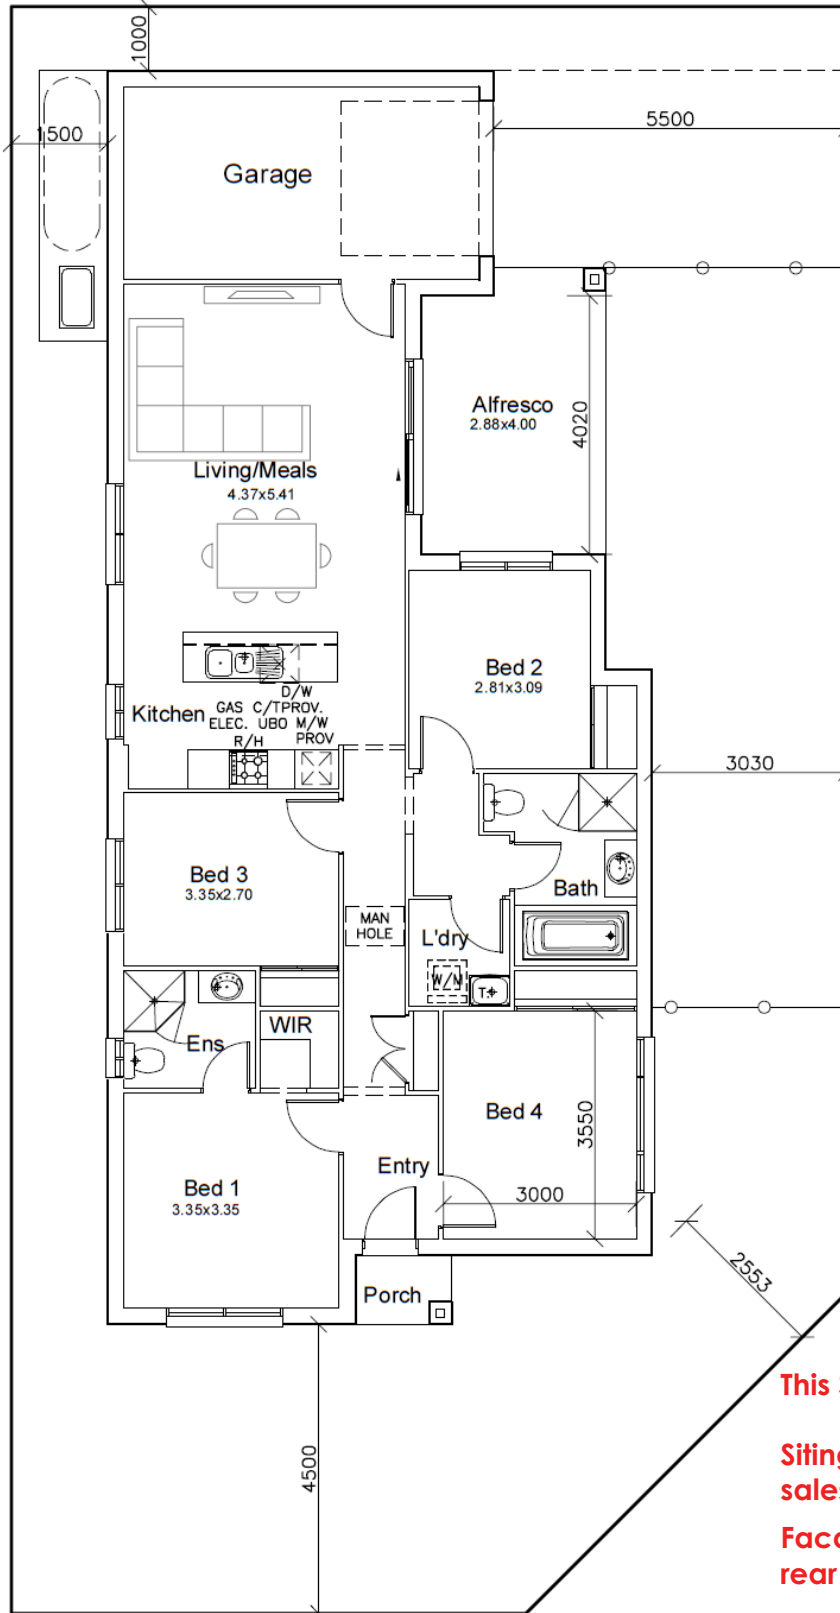 1000
1500
5500
Garage
Alfresco
2.88x4.00
4020
Living/Meals
4.37x5.41
Bed 2
2.81x3.09
D/W
Kitchen
GAS C/TPROV.
ELEC. UBO M/W
R/H
PROV
3030
Bed 3
3.35x2.70
Bath
MAN
HOLE
L'dry
W/M
T
WIR
Ens
Bed 4
3550
Entry
3000
Bed 1
3.35x3.35
2553
Porch
4500
This
Siting
sales
Faca
rear